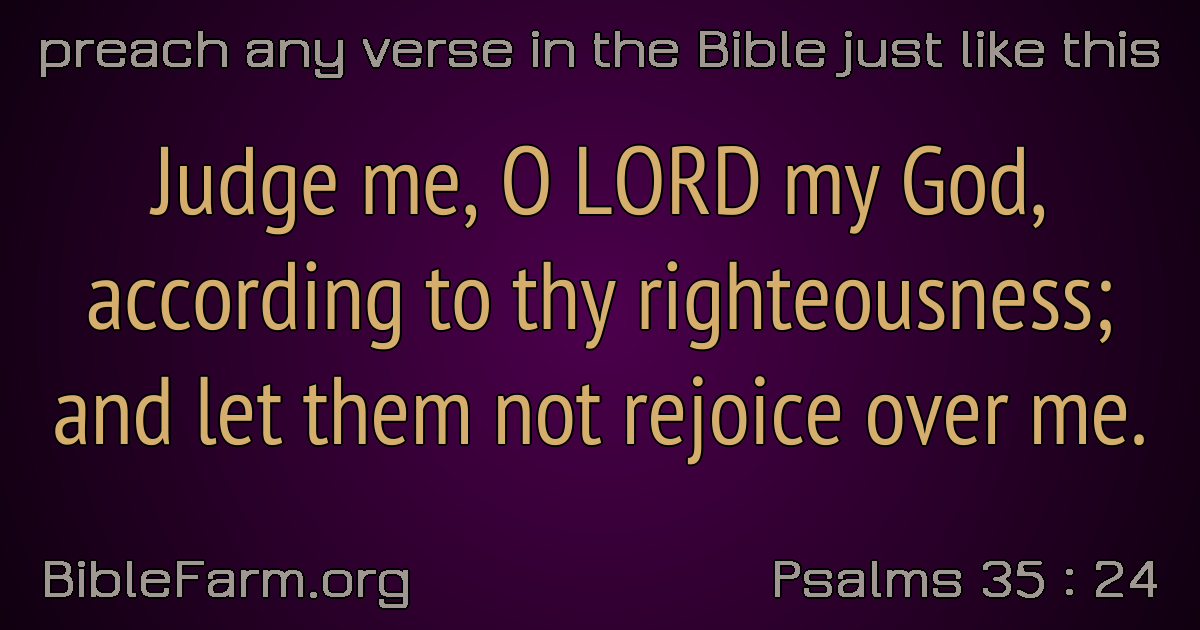 preach any verse in the Bible just like this
Judge me, O LORD my God,
according to thy righteousness;
and let them not rejoice over me.
BibleFarm.org
Psalms 35 : 24